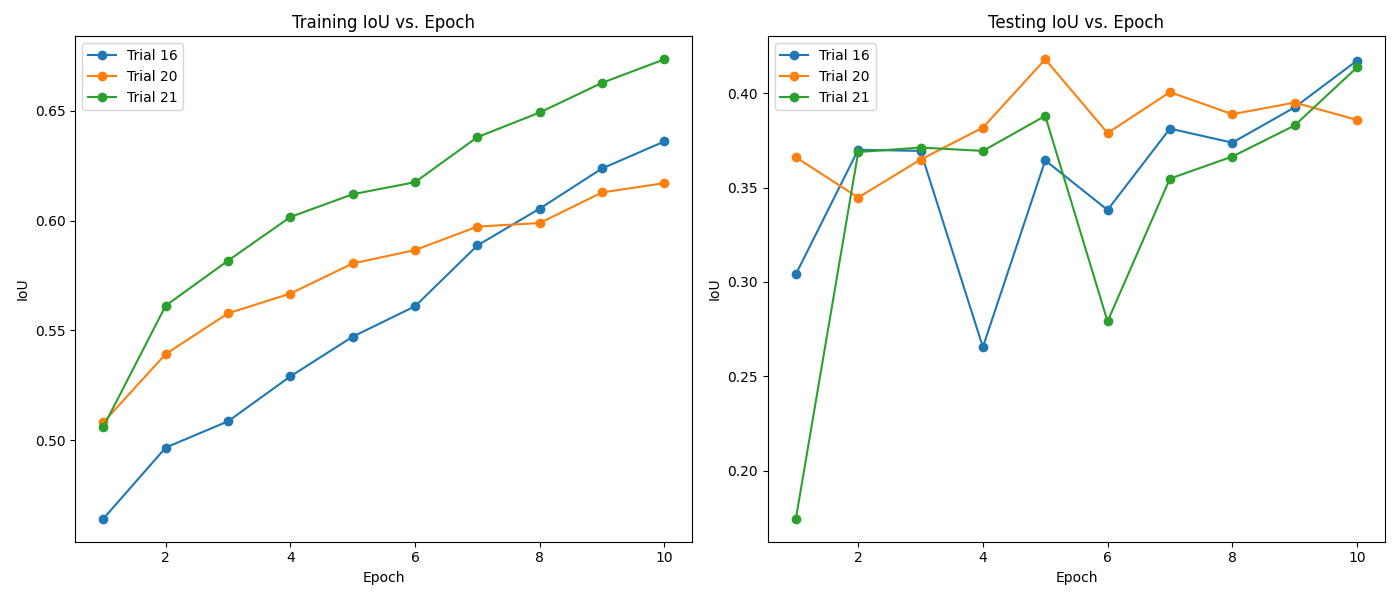 Training IoU vs. Epoch
Trial 16
Trial 20
Trial 21
IoU
0.65
0.60
0.55
0.50
2 4 6 8 10
Epoch
Testing IoU vs. Epoch
Trial 16
Trial 20
Trial 21
IoU
0.40
0.35
0.30
0.25
0.20
2 4 6 8 10
Epoch